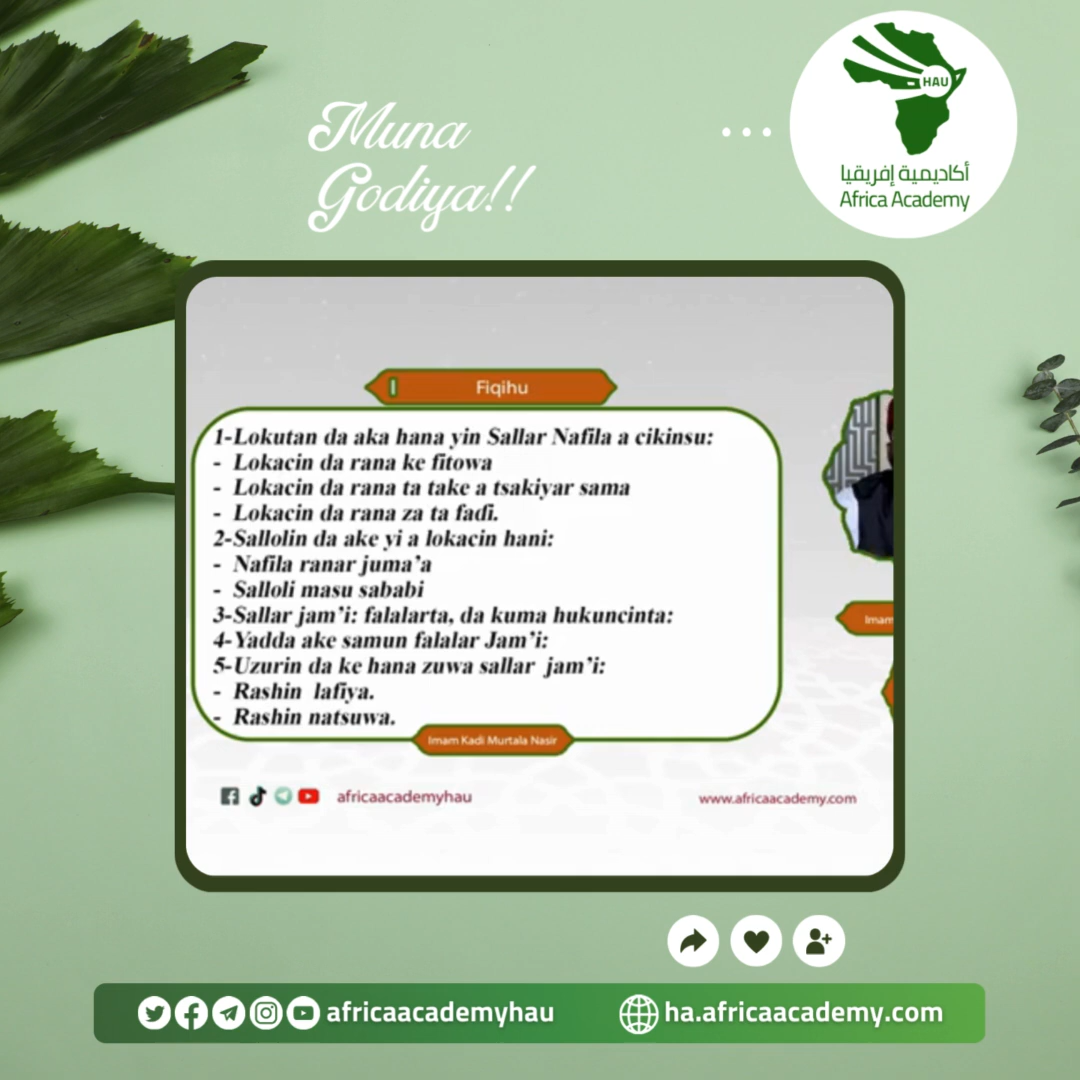 Muna
Godiya!!
HAU
أكاديمية إفريقيا
Africa Academy
Fiqihu
1-Lokutan da aka hana yin Sallar Nafila a cikinsu:
- Lokacin da rana ke fitowa
- Lokacin da rana ta take a tsakiyar sama
- Lokacin da rana za ta faɗi.
2-Sallolin da ake yi a lokacin hani:
- Nafila ranar juma'a
- Salloli masu sababi
3-Sallar jam'i: falalarta, da kuma hukuncinta:
4-Yadda ake samun falalar Jam'i:
5-Uzurin da ke hana zuwa sallar jam'i:
- Rashin lafiya.
- Rashin natsuwa.
Imam Kadi Murtala Nasir
Imam
africaacademyhau
www.africaacademy.com
africaacademyhau
ha.africaacademy.com